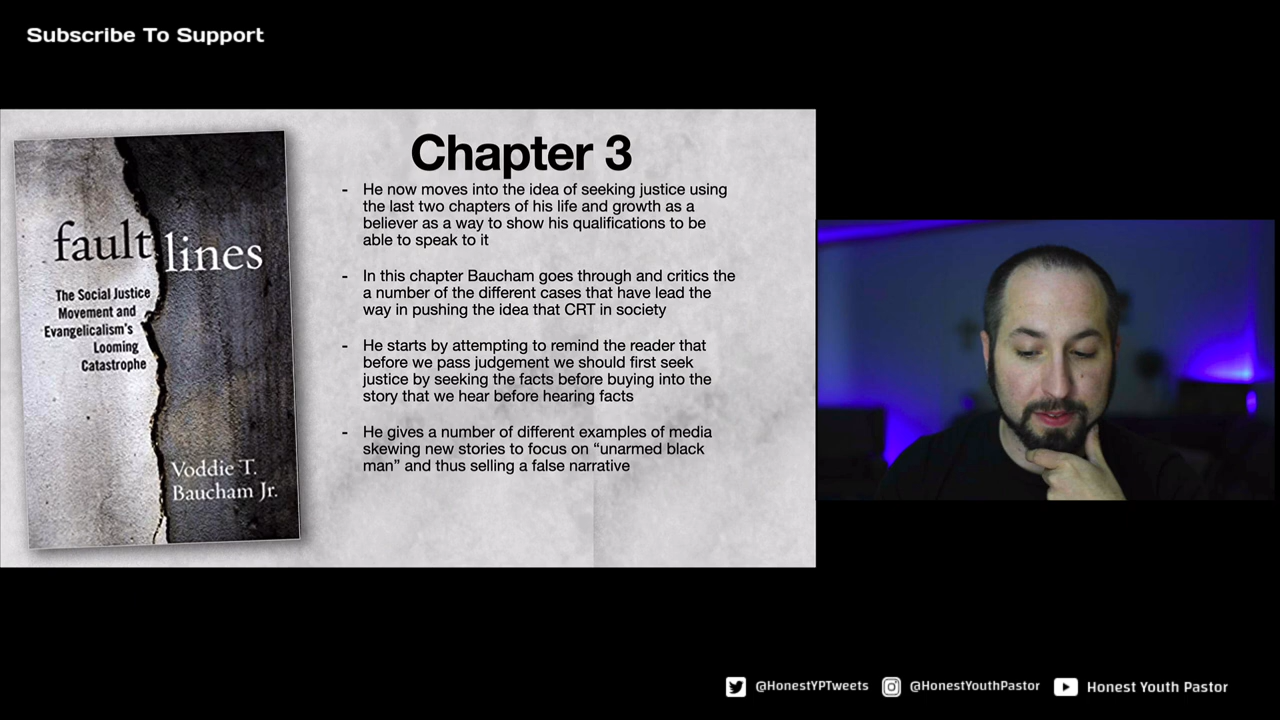 Subscribe To Support
fault lines
The Social Justice
Movement and
Evangelicalism's
Looming
Catastrophe
Voddie T.
Baucham Jr.
Chapter 3
- He now moves into the idea of seeking justice using
the last two chapters of his life and growth as a
believer as a way to show his qualifications to be
able to speak to it
- In this chapter Baucham goes through and critics the
a number of the different cases that have lead the
way in pushing the idea that CRT in society
- He starts by attempting to remind the reader that
before we pass judgement we should first seek
justice by seeking the facts before buying into the
story that we hear before hearing facts
- He gives a number of different examples of media
skewing new stories to focus on “unarmed black
man” and thus selling a false narrative
@HonestYPTweets @HonestYouthPastor Honest Youth Pastor